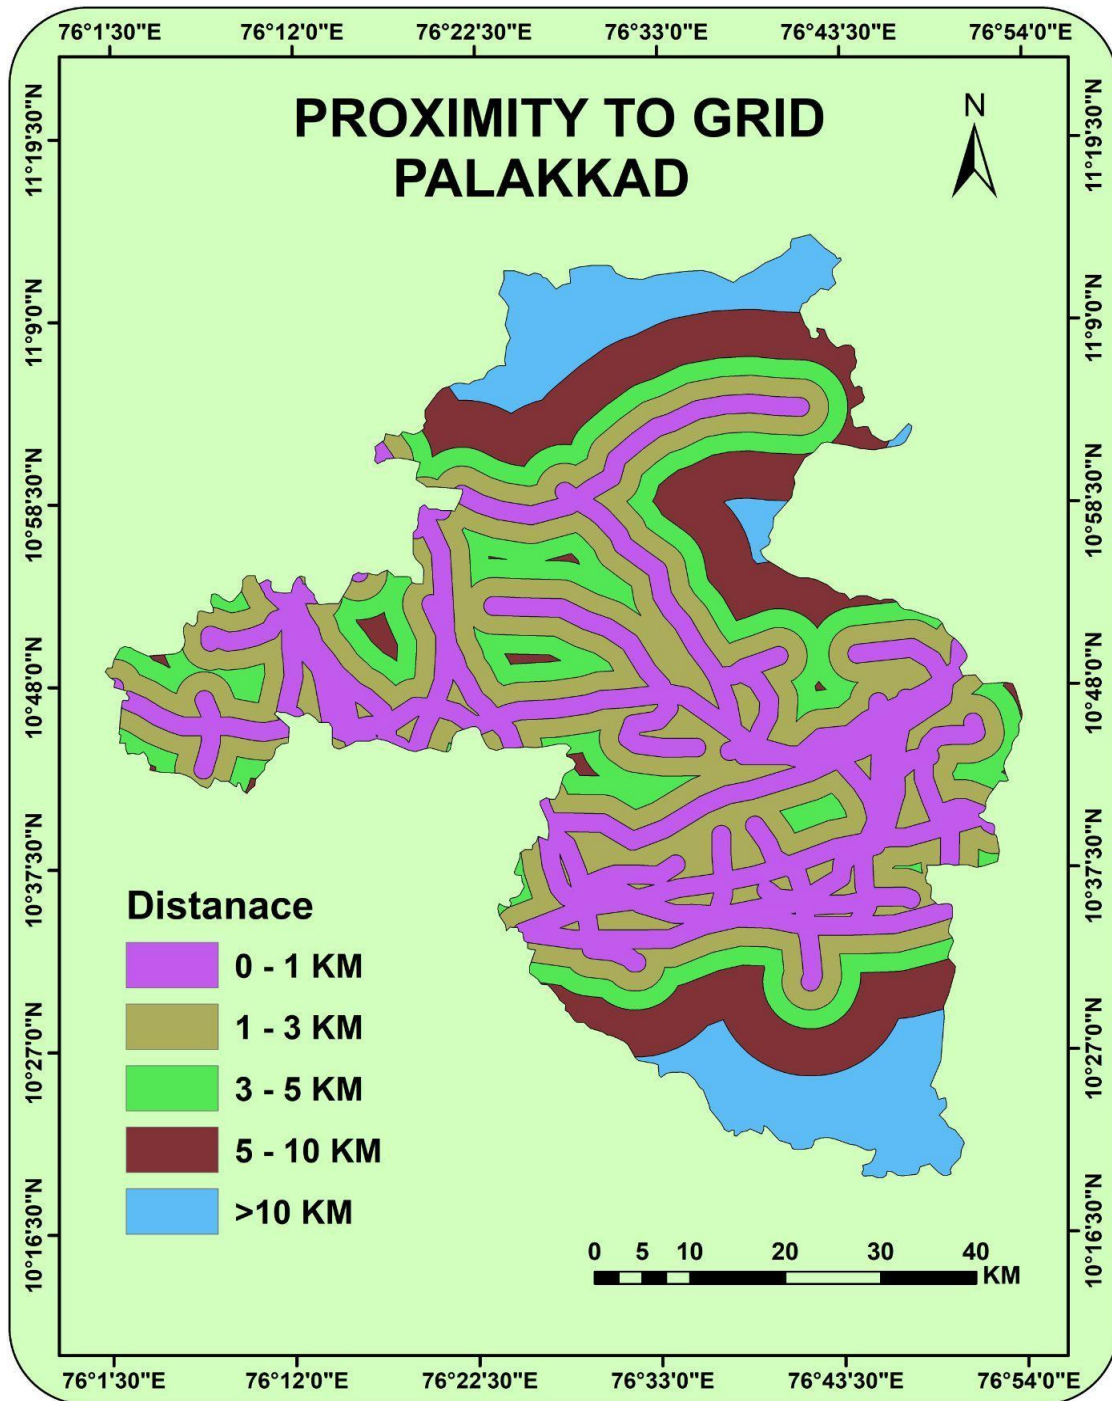 76°1'30"E 76°12'0"E 76°22'30"E 76°33'0"E 76°43'30"E 76°54'0"E
PROXIMITY TO GRID
PALAKKAD
N
11°19'30"N
11°9'0"N
10°58'30"N
10°48'0"N
10°37'30"N
10°27'0"N
10°16'30"N
11°19'30"N
11°9'0"N
10°58'30"N
10°48'0"N
10°37'30"N
10°27'0"N
10°16'30"N
Distanace
0 - 1 KM
1 - 3 KM
3 - 5 KM
5 - 10 KM
>10 KM
0 5 10 20 30 40
KM
76°1'30"E 76°12'0"E 76°22'30"E 76°33'0"E 76°43'30"E 76°54'0"E